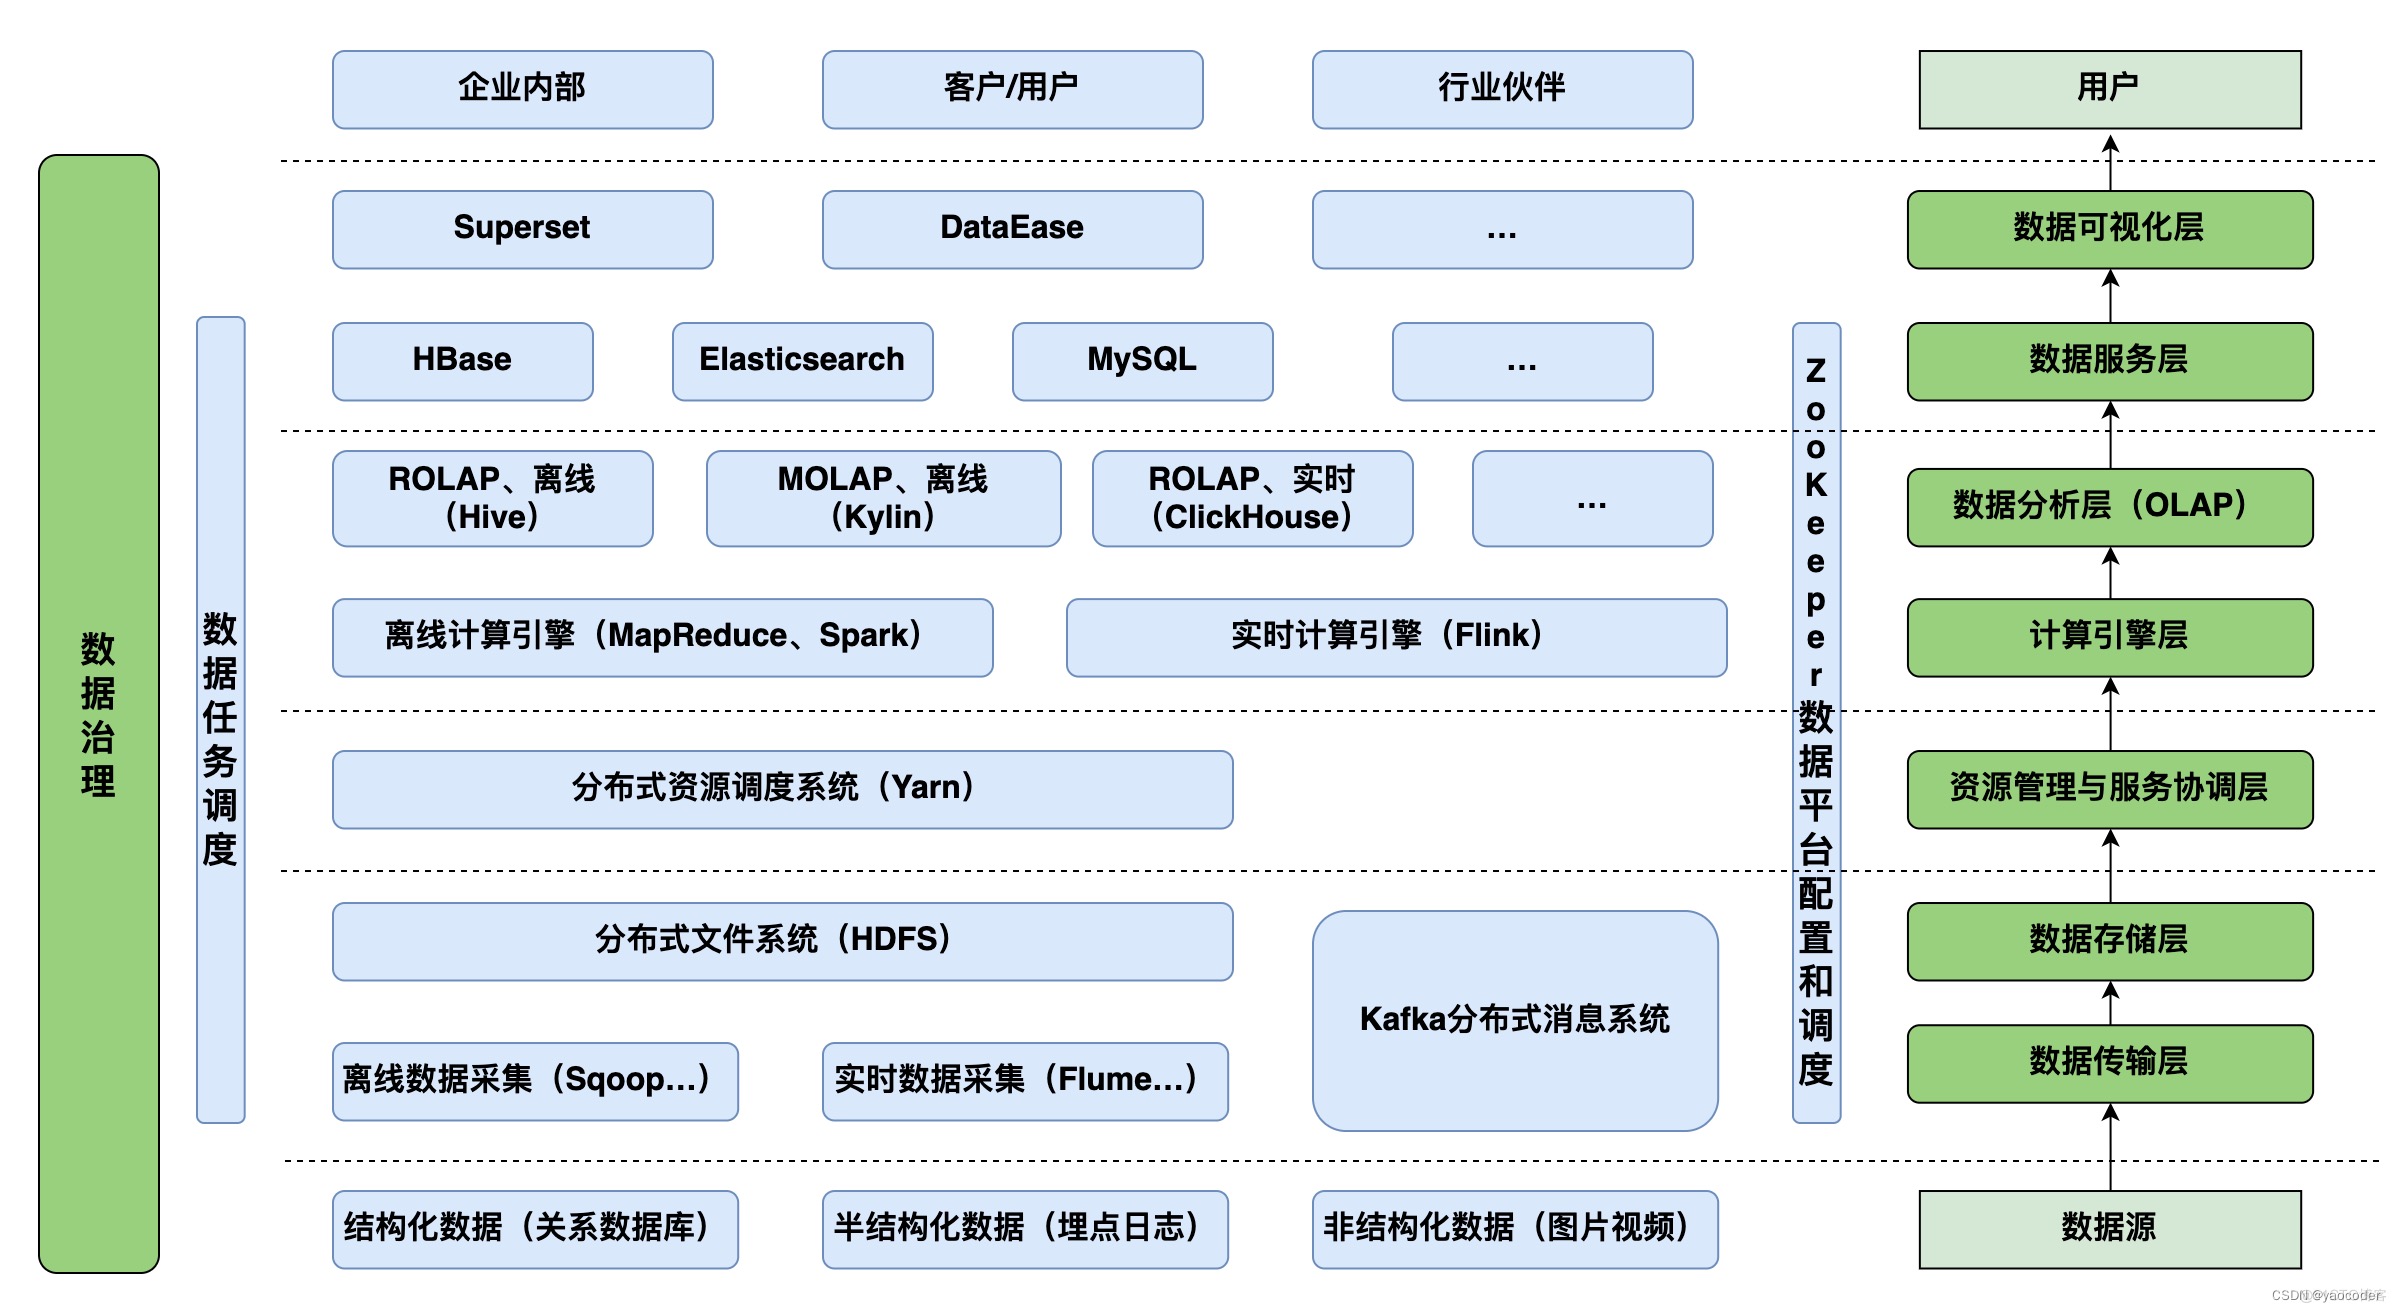 企业内部
客户/用户
行业伙伴
用户
Superset
DataEase
...
数据可视化层
HBase
Elasticsearch
MySQL
...
数据服务层
ROLAP、离线
（Hive）
MOLAP、离线
（Kylin）
ROLAP、实时
（ClickHouse）
...
数据分析层（OLAP）
离线计算引擎（MapReduce、Spark）
实时计算引擎（Flink）
计算引擎层
分布式资源调度系统（Yarn）
资源管理与服务协调层
分布式文件系统（HDFS）
数据存储层
Kafka分布式消息系统
离线数据采集（Sqoop...）
实时数据采集（Flume...）
数据传输层
结构化数据（关系数据库）
半结构化数据（埋点日志）
非结构化数据（图片视频）
数据源
数据治理
数据任务调度
ZooKeeper数据平台配置和调度
CSDN @yaocoder